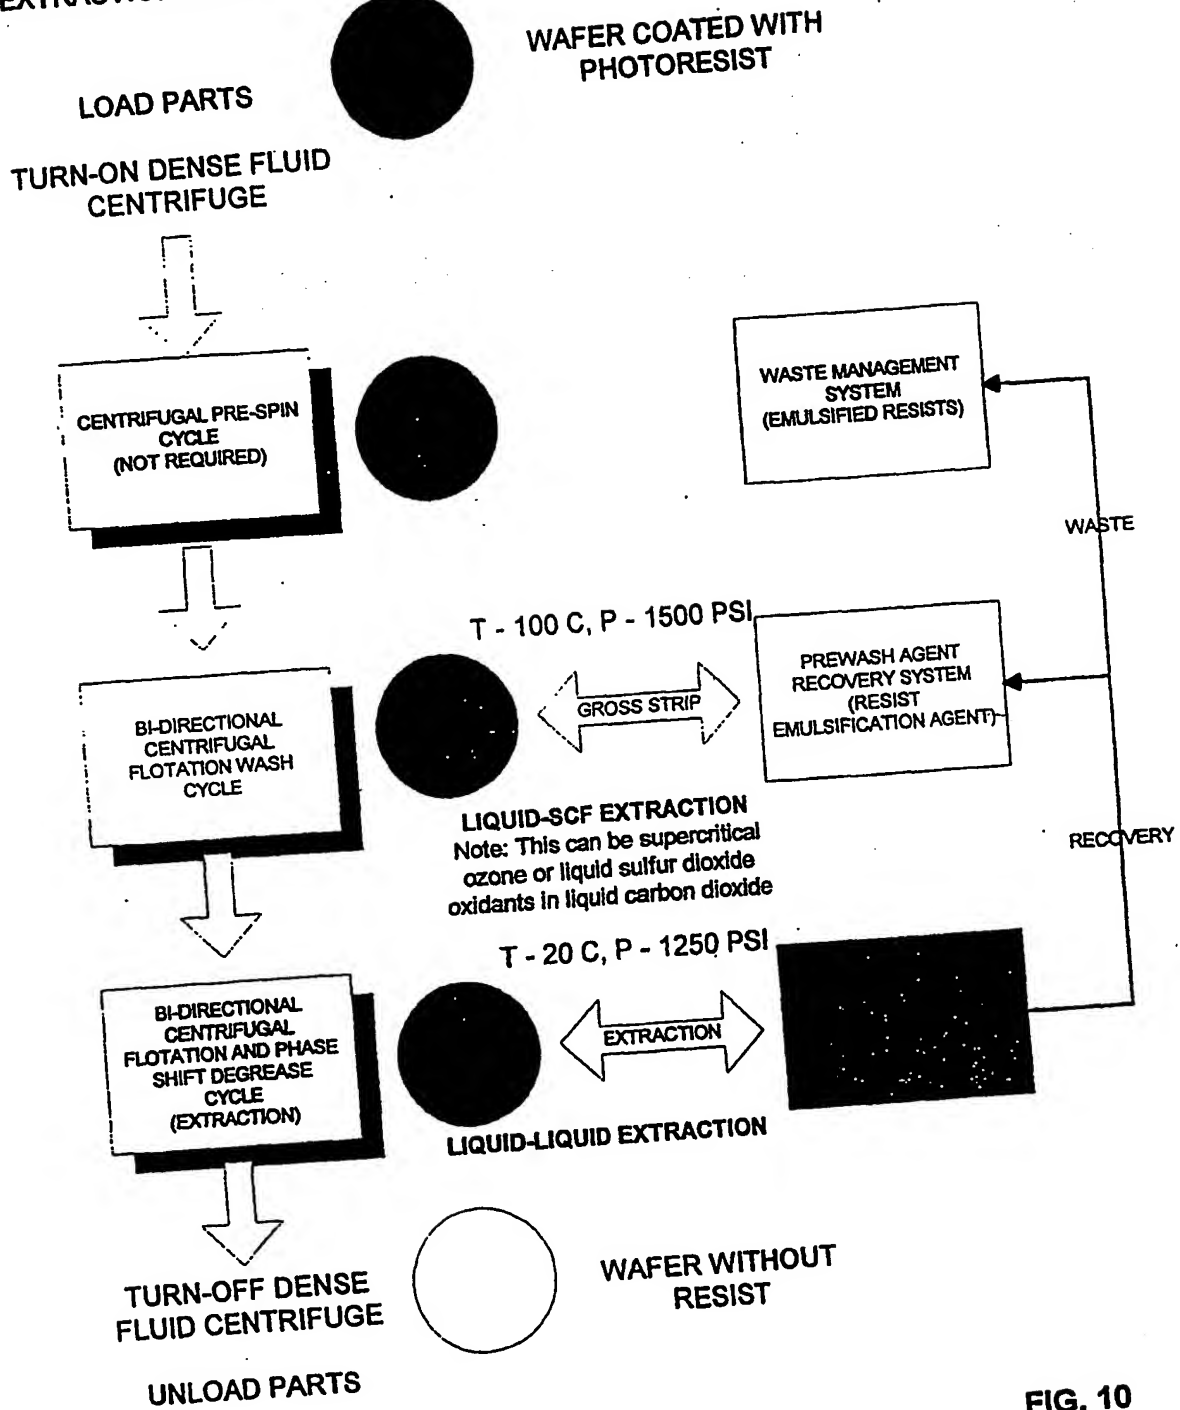 WAFER COATED WITH
PHOTORESIST
LOAD PARTS
TURN-ON DENSE FLUID
CENTRIFUGE
CENTRIFUGAL PRE-SPIN
CYCLE
(NOT REQUIRED)
WASTE MANAGEMENT
SYSTEM
(EMULSIFIED RESISTS)
WASTE
T - 100 C, P - 1500 PSI
BI-DIRECTIONAL
CENTRIFUGAL
FLOTATION WASH
CYCLE
GROSS STRIP
PREWASH AGENT
RECOVERY SYSTEM
(RESIST
EMULSIFICATION AGENT)
LIQUID-SCF EXTRACTION
Note: This can be supercritical
ozone or liquid sulfur dioxide
oxidants in liquid carbon dioxide
RECOVERY
T - 20 C, P - 1250 PSI
BI-DIRECTIONAL
CENTRIFUGAL
FLOTATION AND PHASE
SHIFT DEGREASE
CYCLE
(EXTRACTION)
EXTRACTION
LIQUID-LIQUID EXTRACTION
TURN-OFF DENSE
FLUID CENTRIFUGE
WAFER WITHOUT
RESIST
UNLOAD PARTS
FIG. 10